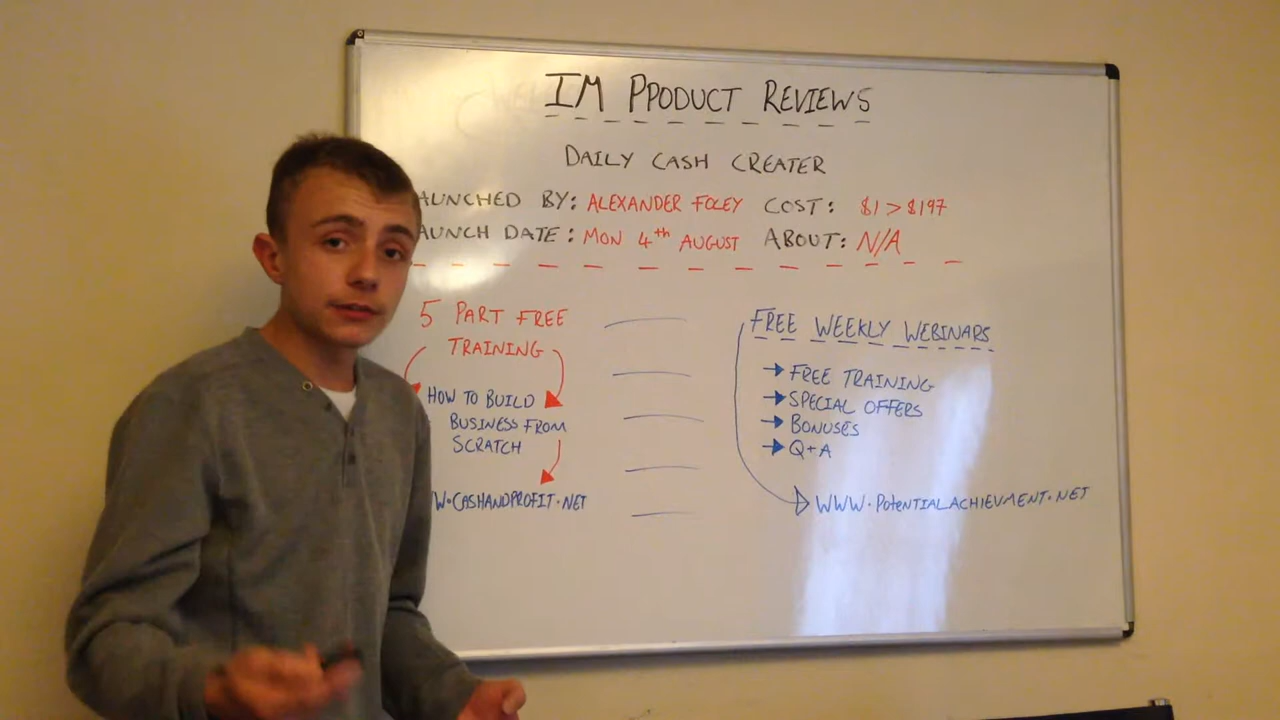 IM PPODUCT REVIEWS
DAILY CASH CREATER
AUNCHED BY: ALEXANDER FOLEY COST: $1 > $197
AUNCH DATE: MON 4th AUGUST ABOUT: N/A
5 PART FREE
TRAINING
HOW TO BUILD
BUSINESS FROM
SCRATCH
W.CASHANDPROFIT.NET
FREE WEEKLY WEBINARS
FREE TRAINING
SPECIAL OFFERS
BONUSES
Q+A
WWW.POTENTIALACHIEVMENT.NET